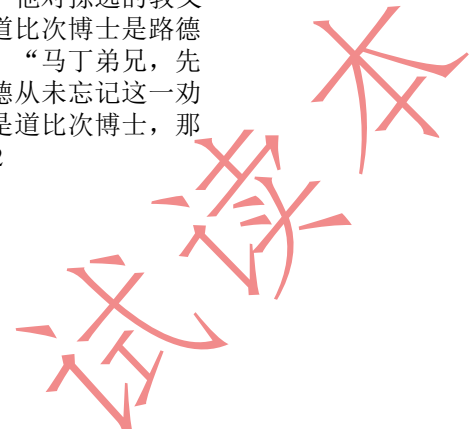 道比次博士是路德
“马丁弟兄，先
德从未忘记这一劝
是道比次博士，那
试读本